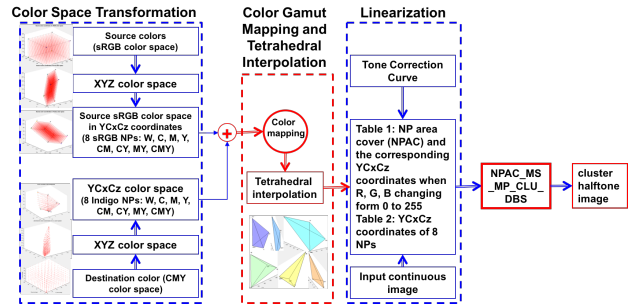 Color Space Transformation
Color Gamut
Mapping and
Tetrahedral
Interpolation
Linearization
Source colors
(sRGB color space)
XYZ color space
Source sRGB color space
in YCxCz coordinates
(8 sRGB NPs: W, C, M, Y,
CM, CY, MY, CMY)
YCxCz color space
(8 Indigo NPs: W, C, M, Y,
CM, CY, MY, CMY)
XYZ color space
Destination color (CMY
color space)
+
Color
mapping
Tetrahedral
interpolation
Tone Correction
Curve
Table 1: NP area
cover (NPAC) and
the corresponding
YCxCz
coordinates when
R, G, B changing
form 0 to 255
Table 2: YCxCz
coordinates of 8
NPs
Input continuous
image
NPAC_MS
_MP_CLU_
DBS
cluster
halftone
image